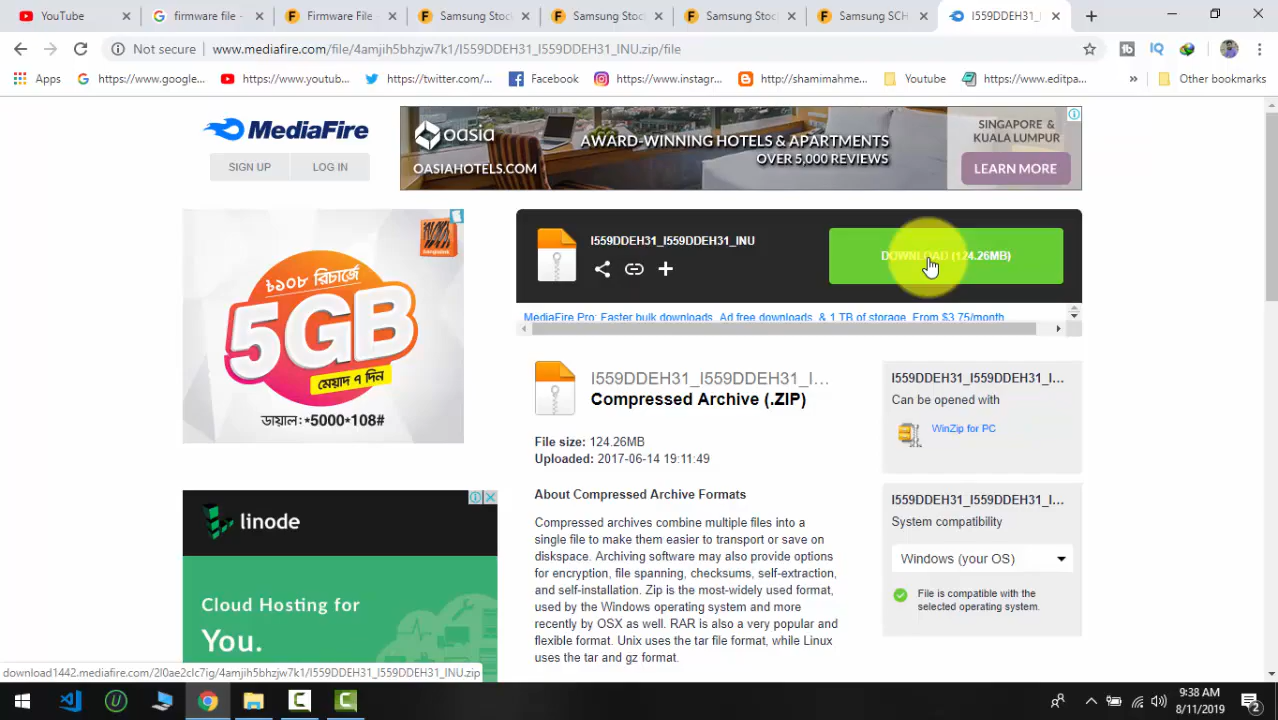 YouTube
firmware file -
Firmware File -
Samsung Stoc
Samsung Stoc
Samsung Stoc
Samsung SCH
I559DDEH31_I
Not secure
www.mediafire.com/file/4amjih5bhzjw7k1/I559DDEH31_I559DDEH31_INU.zip/file
Apps
https://www.google...
https://www.youtub...
https://twitter.com/...
Facebook
https://www.instagr...
http://shamimahme...
Youtube
https://www.editpa...
Other bookmarks
MediaFire
SIGN UP
LOG IN
oasia
OASIAHOTELS.COM
AWARD-WINNING HOTELS & APARTMENTS
OVER 5,000 REVIEWS
SINGAPORE &
KUALA LUMPUR
LEARN MORE
৳১০৮ রিচার্জে
5GB
মেয়াদ ৭ দিন
ডায়াল: *5000*108#
I559DDEH31_I559DDEH31_INU
DOWNLOAD (124.26MB)
MediaFire Pro: Faster bulk downloads, Ad free downloads, & 1 TB of storage. From $3.75/month.
I559DDEH31_I559DDEH31_I...
Compressed Archive (.ZIP)
File size: 124.26MB
Uploaded: 2017-06-14 19:11:49
About Compressed Archive Formats
Compressed archives combine multiple files into a
single file to make them easier to transport or save on
diskspace. Archiving software may also provide options
for encryption, file spanning, checksums, self-extraction,
and self-installation. Zip is the most-widely used format,
used by the Windows operating system and more
recently by OSX as well. RAR is also a very popular and
flexible format. Unix uses the tar file format, while Linux
uses the tar and gz format.
I559DDEH31_I559DDEH31_I...
Can be opened with
WinZip for PC
I559DDEH31_I559DDEH31_I...
System compatibility
Windows (your OS)
File is compatible with the
selected operating system.
linode
Cloud Hosting for
You.
download1442.mediafire.com/2l0ae2clc7ig/4amjih5bhzjw7k1/I559DDEH31_I559DDEH31_INU.zip
9:38 AM
8/11/2019
2